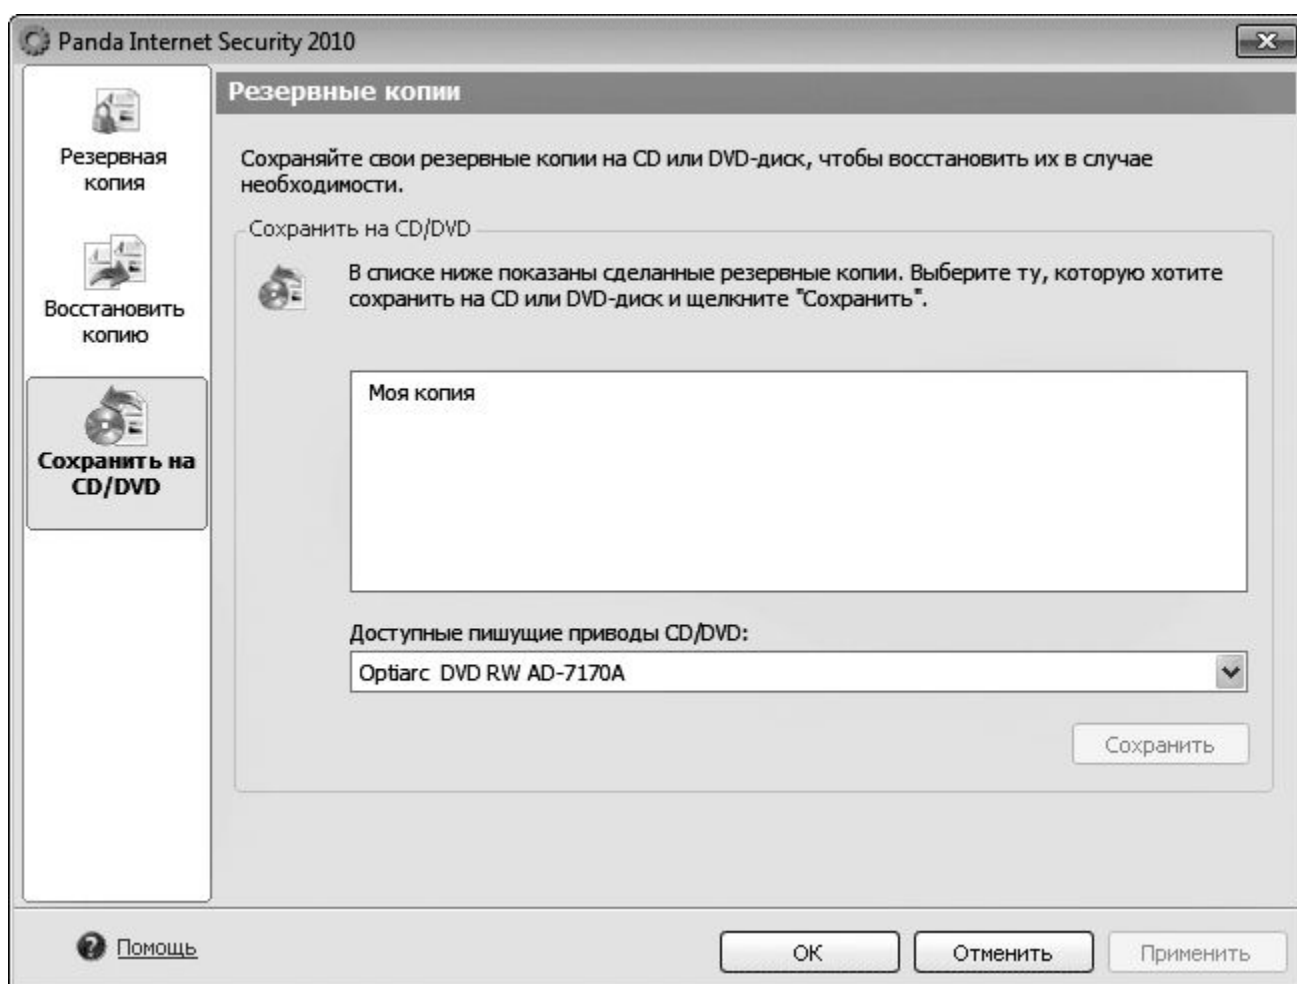 Panda Internet Security 2010
Резервная
копия
Восстановить
копию
Сохранить на
CD/DVD
Резервные копии
Сохраняйте свои резервные копии на CD или DVD-диск, чтобы восстановить их в случае
необходимости.
Сохранить на CD/DVD
В списке ниже показаны сделанные резервные копии. Выберите ту, которую хотите
сохранить на CD или DVD-диск и щелкните "Сохранить".
Моя копия
Доступные пишущие приводы CD/DVD:
Optiarc DVD RW AD-7170A
Сохранить
Помощь
OK
Отменить
Применить